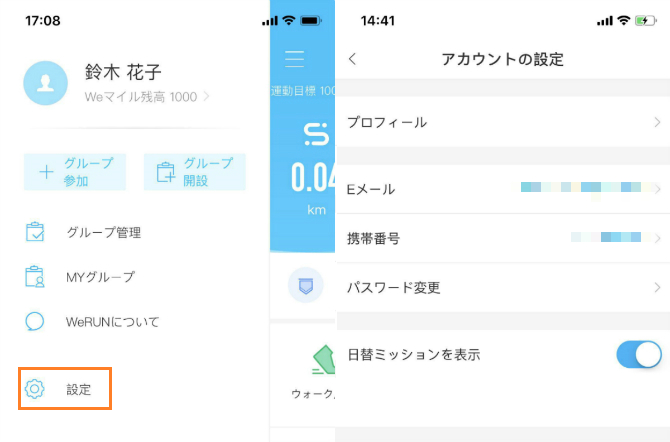 17:08
鈴木 花子
Weマイル残高 1000
グループ
参加
グループ
開設
グループ管理
MYグループ
WeRUNについて
設定
運動目標 100
0.04
km
ウォーク
14:41
アカウントの設定
プロフィール
Eメール
携帯番号
パスワード変更
日替ミッションを表示